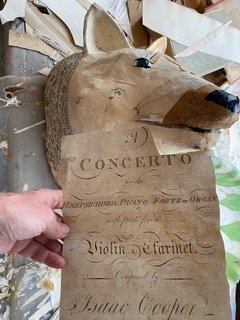 A
CONCERTO
for the
HARPSICHORD, PIANO FORTE or ORGAN
with parts for a
Violin & Clarinet.
Composed by
Isaac Cooper